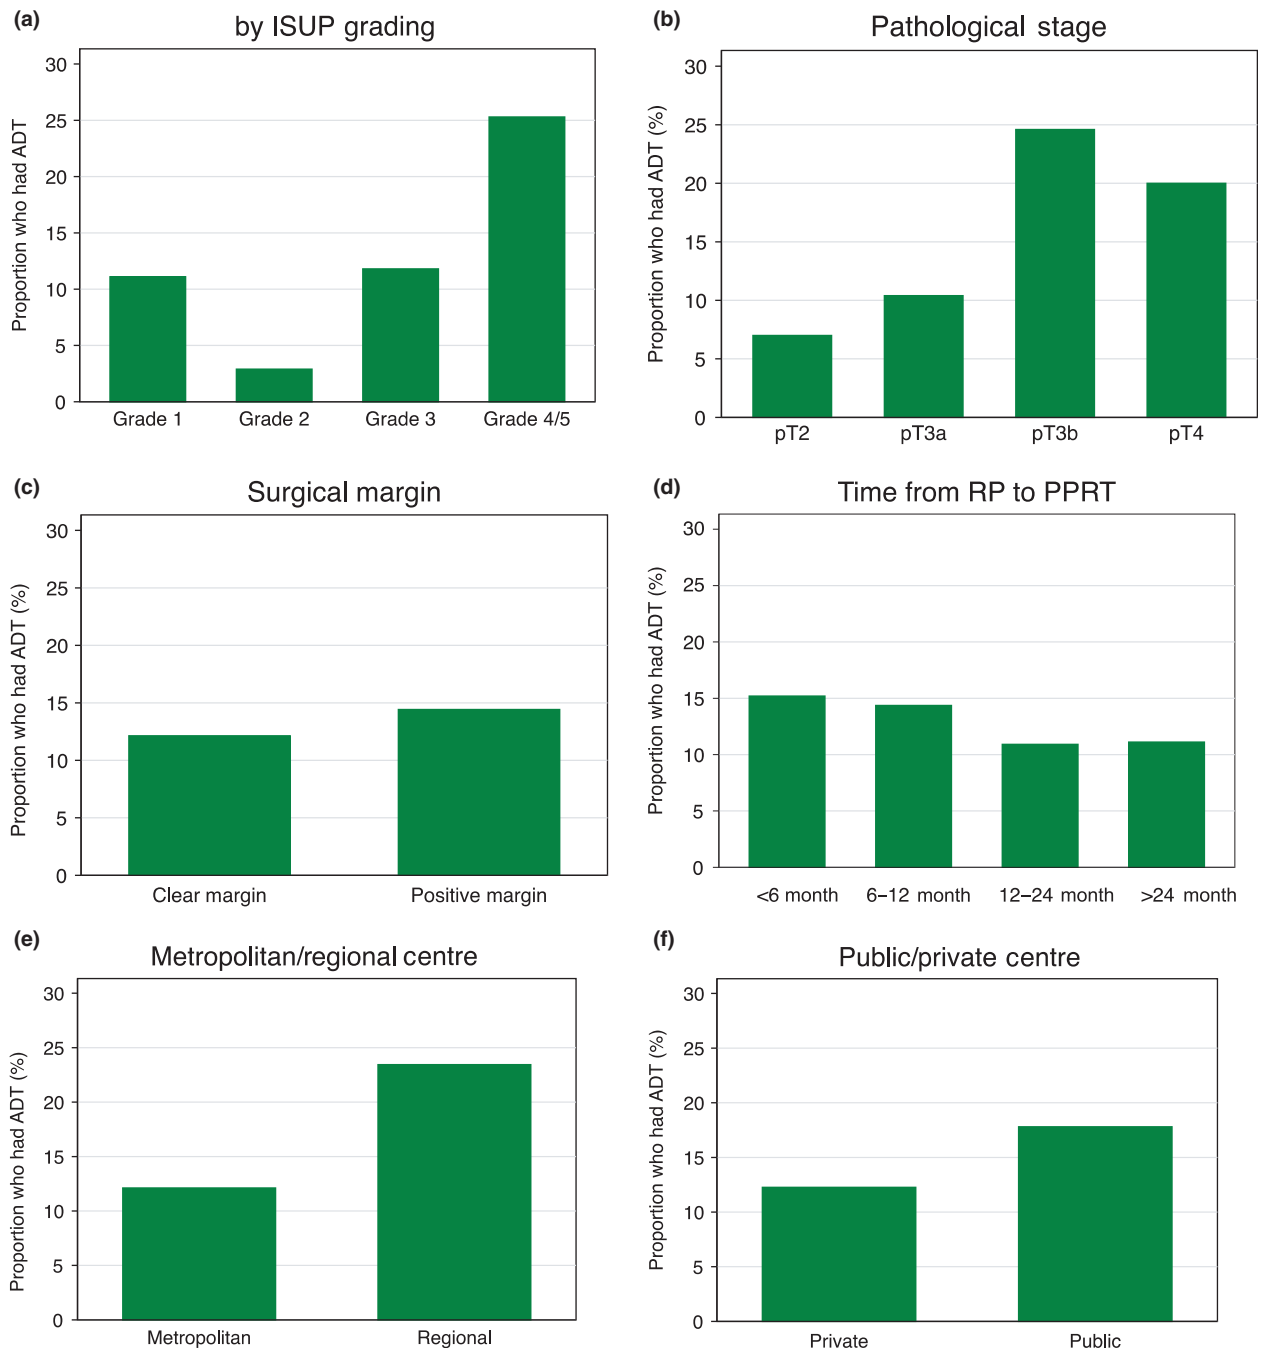 (a)
by ISUP grading
Proportion who had ADT
30
25
20
15
10
5
0
Grade 1 Grade 2 Grade 3 Grade 4/5
(b)
Pathological stage
Proportion who had ADT (%)
30
25
20
15
10
5
0
pT2 pT3a pT3b pT4
(c)
Surgical margin
Proportion who had ADT (%)
30
25
20
15
10
5
0
Clear margin Positive margin
(d)
Time from RP to PPRT
Proportion who had ADT (%)
30
25
20
15
10
5
0
<6 month 6–12 month 12–24 month >24 month
(e)
Metropolitan/regional centre
Proportion who had ADT (%)
30
25
20
15
10
5
0
Metropolitan Regional
(f)
Public/private centre
Proportion who had ADT (%)
30
25
20
15
10
5
0
Private Public